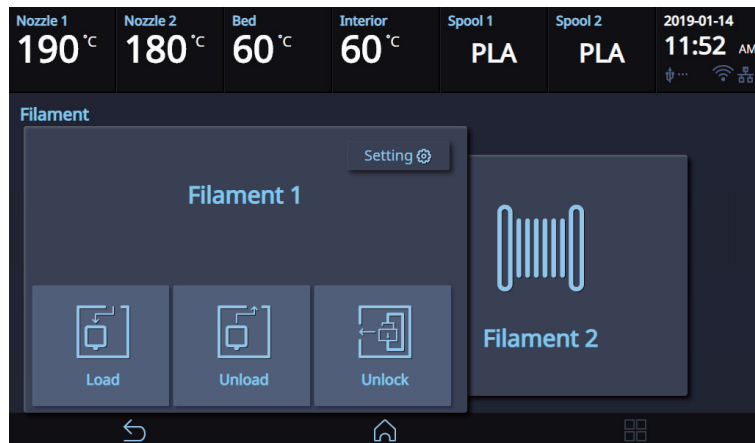 Nozzle 1 Nozzle 2 Bed Interior Spool 1 Spool 2 2019-01-14
190 °C 180 °C 60 °C 60 °C PLA PLA 11:52 AM
Filament
Setting
Filament 1
Load Unload Unlock
Filament 2